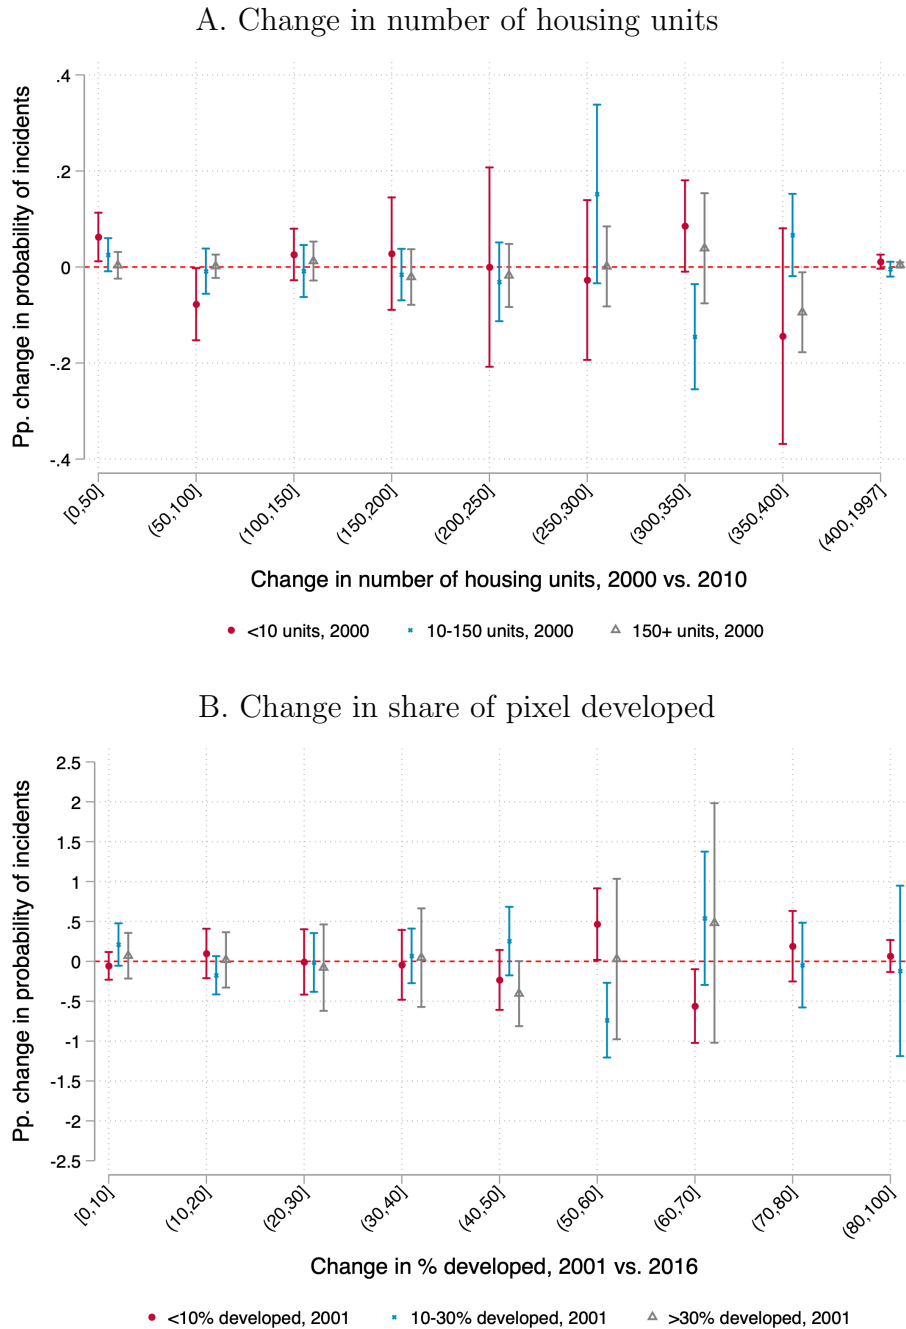 A. Change in number of housing units
Pp. change in probability of incidents
.4
.2
0
-.2
-.4
[0,50]
(50,100]
(100,150]
(150,200]
(200,250]
(250,300]
(300,350]
(350,400]
(400,1997]
Change in number of housing units, 2000 vs. 2010
<10 units, 2000
10-150 units, 2000
150+ units, 2000
B. Change in share of pixel developed
Pp. change in probability of incidents
2.5
2
1.5
1
.5
0
-.5
-1
-1.5
-2
-2.5
[0,10]
(10,20]
(20,30]
(30,40]
(40,50]
(50,60]
(60,70]
(70,80]
(80,100]
Change in % developed, 2001 vs. 2016
<10% developed, 2001
10-30% developed, 2001
>30% developed, 2001